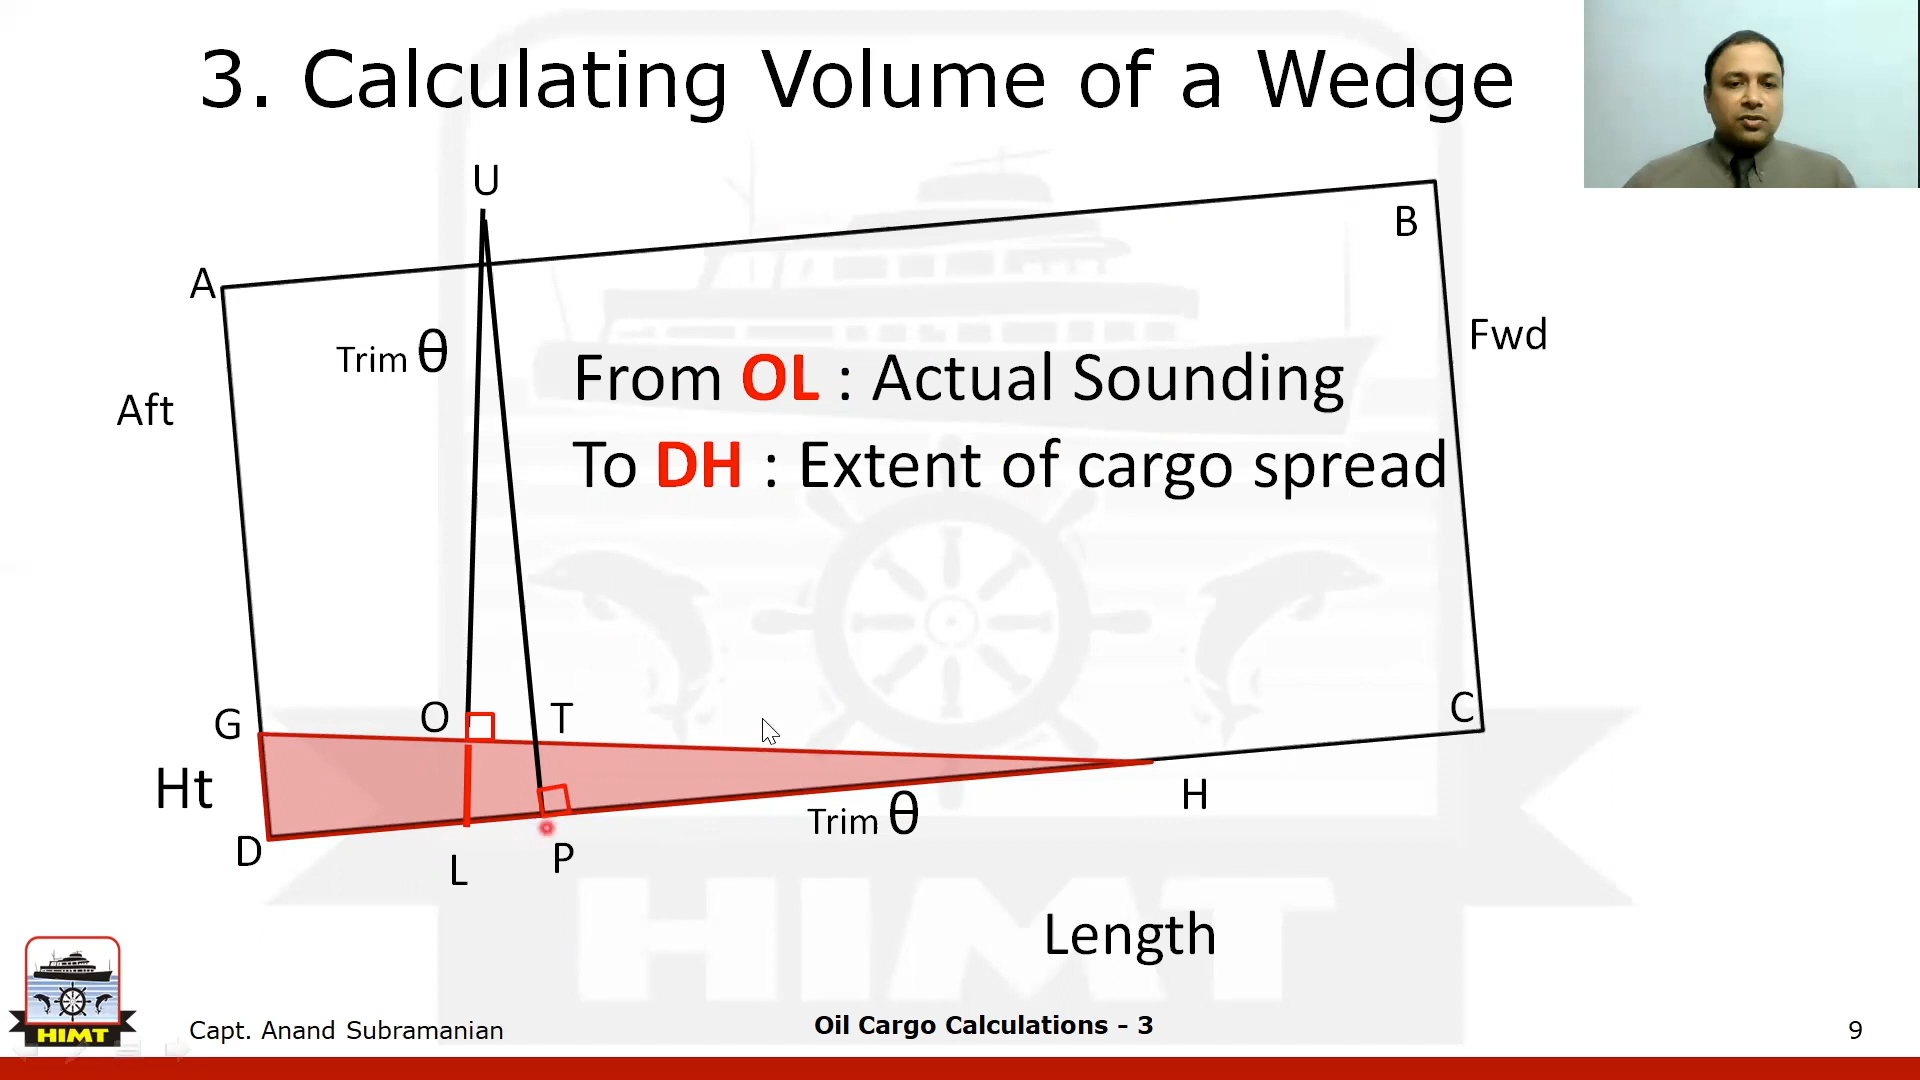 3. Calculating Volume of a Wedge
U
B
A
Fwd
Trim θ
From OL : Actual Sounding
Aft
To DH : Extent of cargo spread
G
O
T
C
Ht
H
Trim θ
D
L
P
HIMT
Length
HIMT
Capt. Anand Subramanian
Oil Cargo Calculations - 3
9